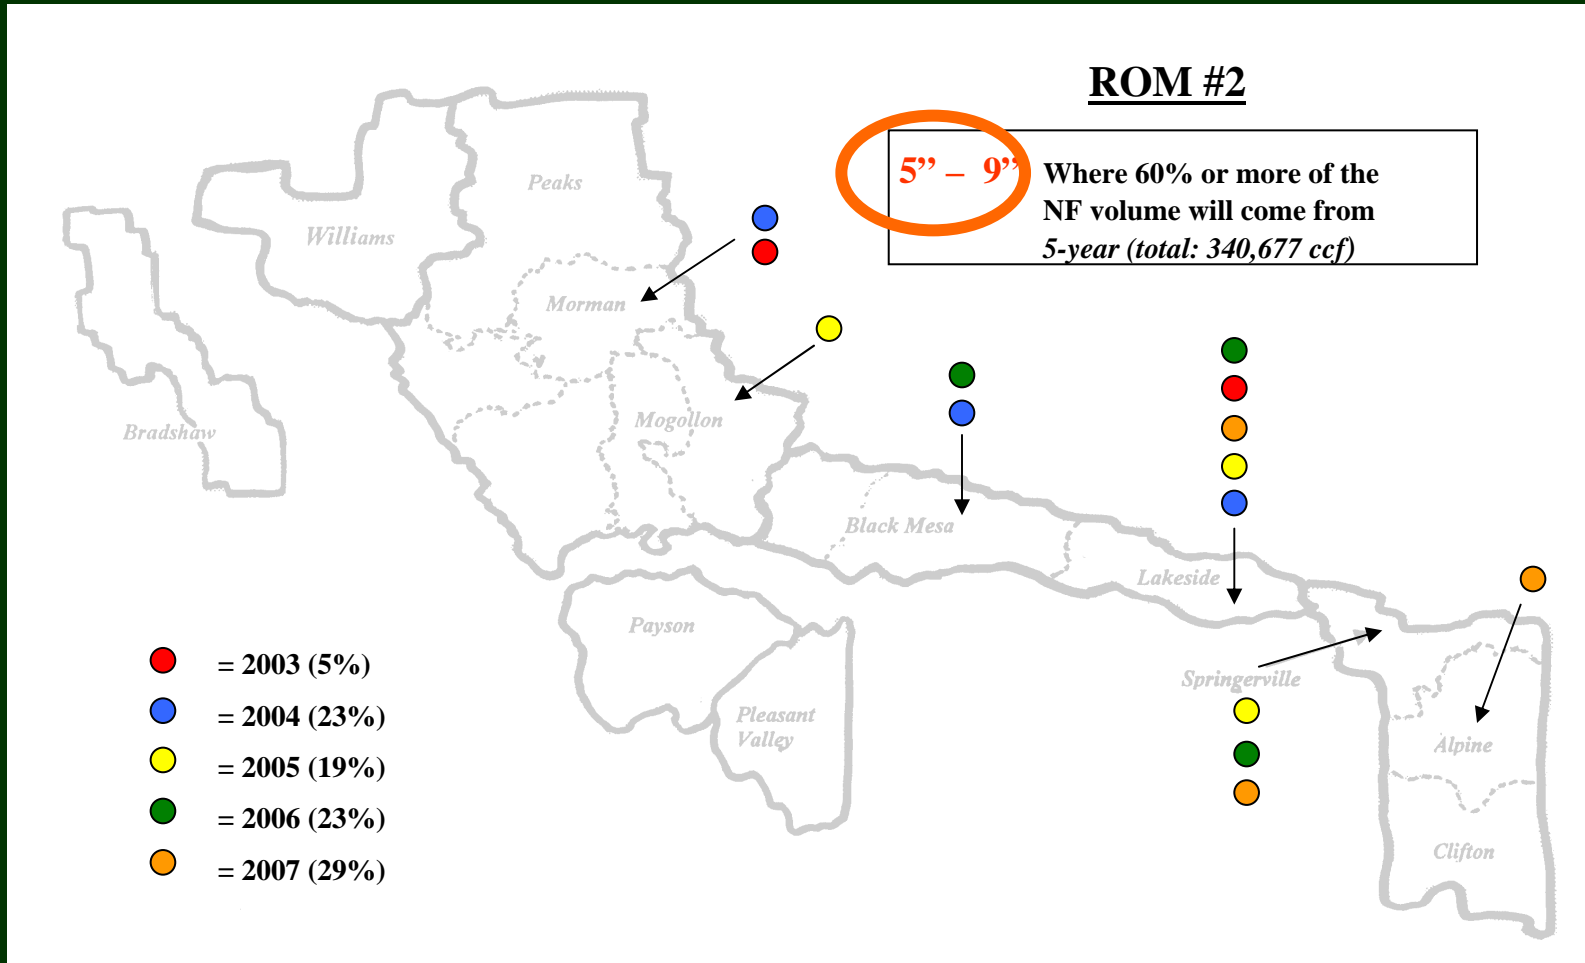 ROM #2
5” – 9”
Where 60% or more of the
NF volume will come from
5-year (total: 340,677 ccf)
Peaks
Williams
Morman
Mogollon
Bradshaw
Black Mesa
Lakeside
Payson
Springerville
Pleasant
Valley
Alpine
Clifton
= 2003 (5%)
= 2004 (23%)
= 2005 (19%)
= 2006 (23%)
= 2007 (29%)